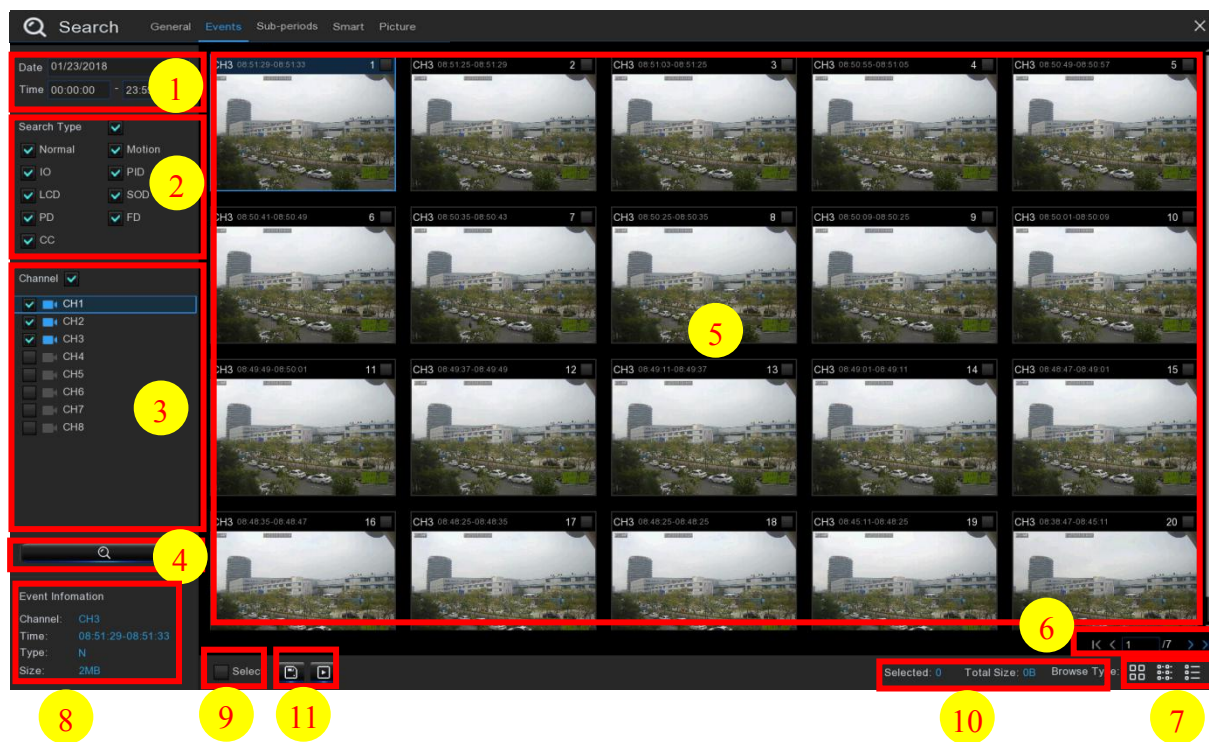 Search General Events Sub-periods Smart Picture
Date 01/23/2018
Time 00:00:00 - 23:5
1
Search Type
Normal Motion
IO PID
LCD SOD
PD FD
CC
2
Channel
CH1
CH2
CH3
CH4
CH5
CH6
CH7
CH8
3
4
Event Infomation
Channel: CH3
Time: 08:51:29-08:51:33
Type: N
Size: 2MB
8
CH3 08:51:29-08:51:33 1
CH3 08:51:25-08:51:29 2
CH3 08:51:03-08:51:25 3
CH3 08:50:55-08:51:05 4
CH3 08:50:49-08:50:57 5
CH3 08:50:41-08:50:49 6
CH3 08:50:35-08:50:43 7
CH3 08:50:25-08:50:35 8
CH3 08:50:09-08:50:25 9
CH3 08:50:01-08:50:09 10
5
CH3 08:49:49-08:50:01 11
CH3 08:49:37-08:49:49 12
CH3 08:49:11-08:49:37 13
CH3 08:49:01-08:49:11 14
CH3 08:48:47-08:49:01 15
CH3 08:48:35-08:48:47 16
CH3 08:48:25-08:48:35 17
CH3 08:48:25-08:48:25 18
CH3 08:45:11-08:48:25 19
CH3 08:38:47-08:45:11 20
6
1 /7
Selec
Selected: 0 Total Size: 0B Browse Type:
9
11
10
7